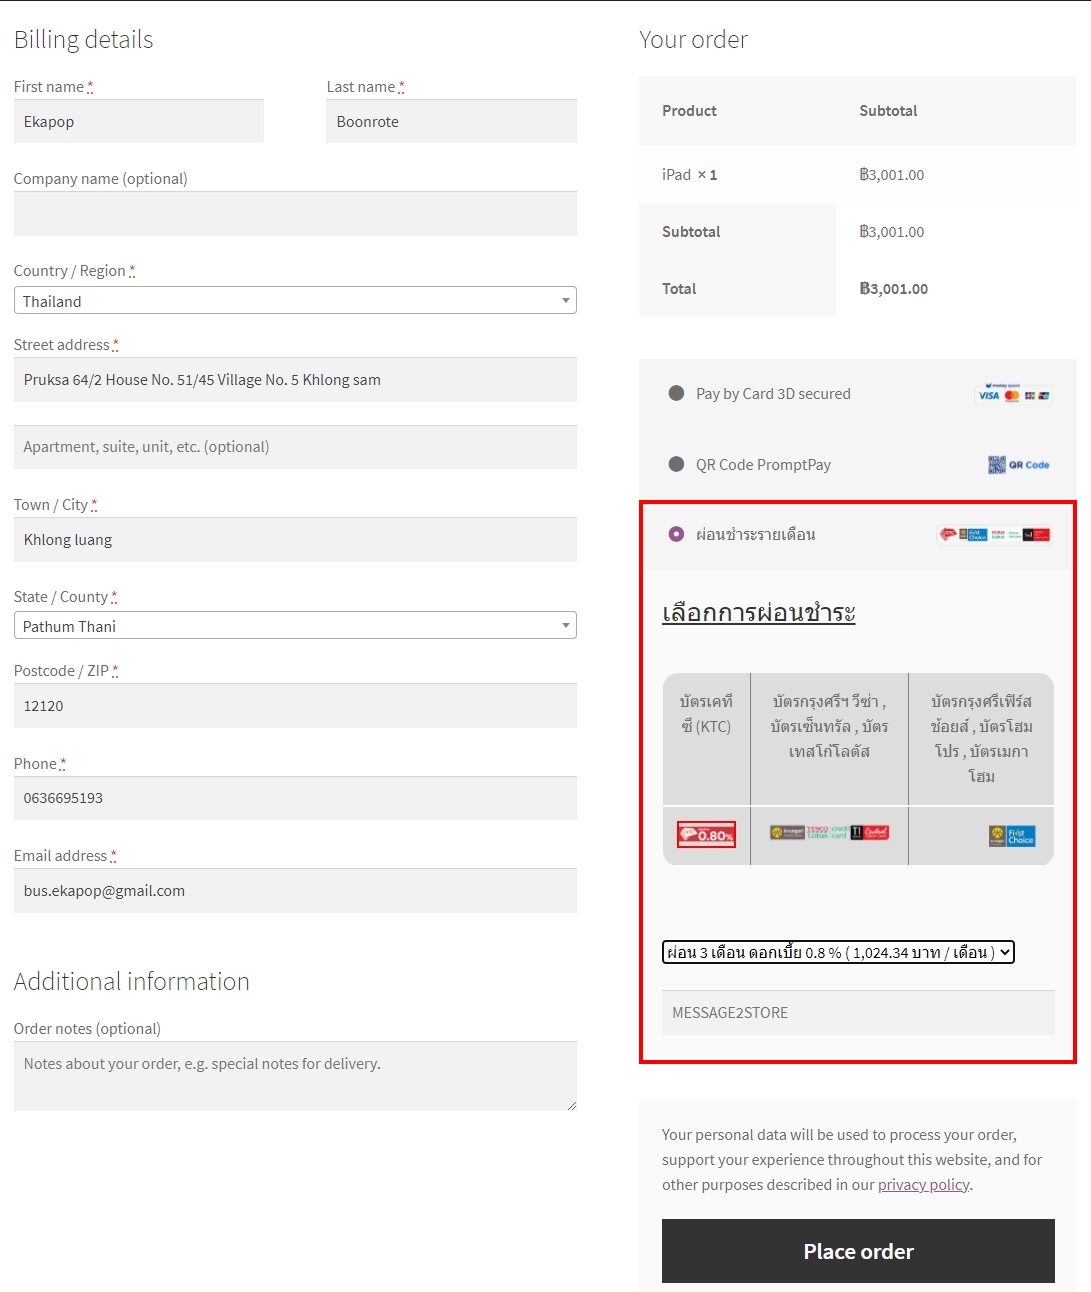 Billing details
First name *
Last name *
Ekapop
Boonrote
Company name (optional)
Country / Region *
Thailand
Street address *
Pruksa 64/2 House No. 51/45 Village No. 5 Khlong sam
Apartment, suite, unit, etc. (optional)
Town / City *
Khlong luang
State / County *
Pathum Thani
Postcode / ZIP *
12120
Phone *
0636695193
Email address *
bus.ekapop@gmail.com
Additional information
Order notes (optional)
Notes about your order, e.g. special notes for delivery.
Your order
Product Subtotal
iPad × 1 ฿3,001.00
Subtotal ฿3,001.00
Total ฿3,001.00
Pay by Card 3D secured
money space
VISA
QR Code PromptPay
QR Code
ผ่อนชำระรายเดือน
First Choice
เลือกการผ่อนชำระ
บัตรเคที
ซี (KTC)
บัตรกรุงศรีฯ วีซ่า ,
บัตรเซ็นทรัล , บัตร
เทสโก้โลตัส
บัตรกรุงศรีเฟิร์ส
ช้อยส์ , บัตรโฮม
โปร , บัตรเมกา
โฮม
0.80%
krungsri
TESCO Lotus
credit card
T1
Central
First Choice
ผ่อน 3 เดือน ดอกเบี้ย 0.8 % ( 1,024.34 บาท / เดือน )
MESSAGE2STORE
Your personal data will be used to process your order,
support your experience throughout this website, and for
other purposes described in our privacy policy.
Place order